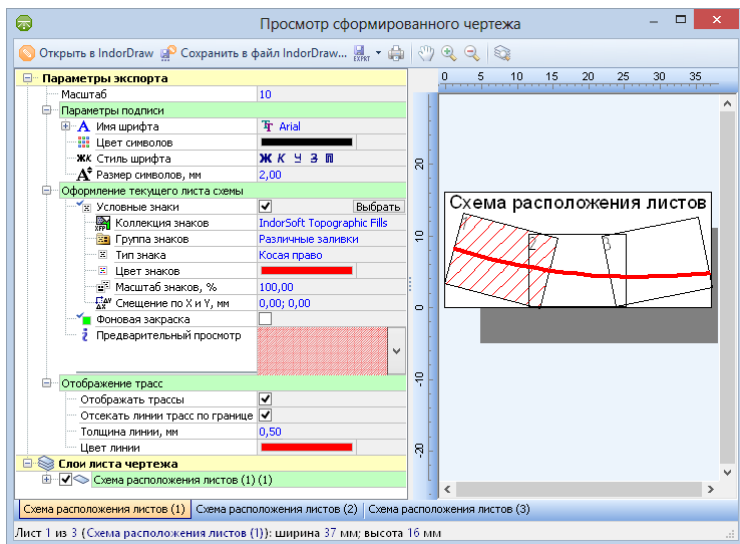 Просмотр сформированного чертежа
Открыть в IndorDraw Сохранить в файл IndorDraw... EXPRT
Параметры экспорта
Масштаб 10
Параметры подписи
Имя шрифта Arial
Цвет символов
ЖК Стиль шрифта Ж К Ч З П
Размер символов, мм 2,00
Оформление текущего листа схемы
Условные знаки Выбрать
Коллекция знаков IndorSoft Topographic Fills
Группа знаков Различные заливки
Тип знака Косая право
Цвет знаков
Масштаб знаков, % 100,00
Смещение по X и Y, мм 0,00; 0,00
Фоновая закраска
Предварительный просмотр
Отображение трасс
Отображать трассы
Отсекать линии трасс по границе
Толщина линии, мм 0,50
Цвет линии
Слои листа чертежа
Схема расположения листов (1) (1)
0 5 10 15 20 25 30 35
20
10
0
-10
-20
Схема расположения листов
1 2 3
Схема расположения листов (1) Схема расположения листов (2) Схема расположения листов (3)
Лист 1 из 3 (Схема расположения листов (1)): ширина 37 мм; высота 16 мм